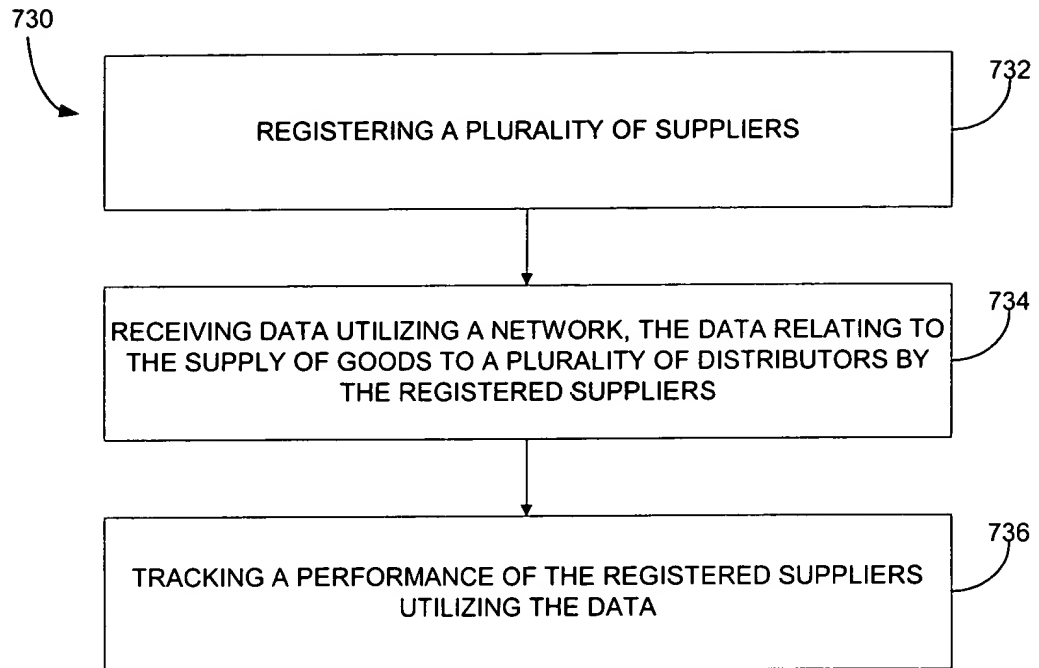 730
732
REGISTERING A PLURALITY OF SUPPLIERS
734
RECEIVING DATA UTILIZING A NETWORK, THE DATA RELATING TO
THE SUPPLY OF GOODS TO A PLURALITY OF DISTRIBUTORS BY
THE REGISTERED SUPPLIERS
736
TRACKING A PERFORMANCE OF THE REGISTERED SUPPLIERS
UTILIZING THE DATA